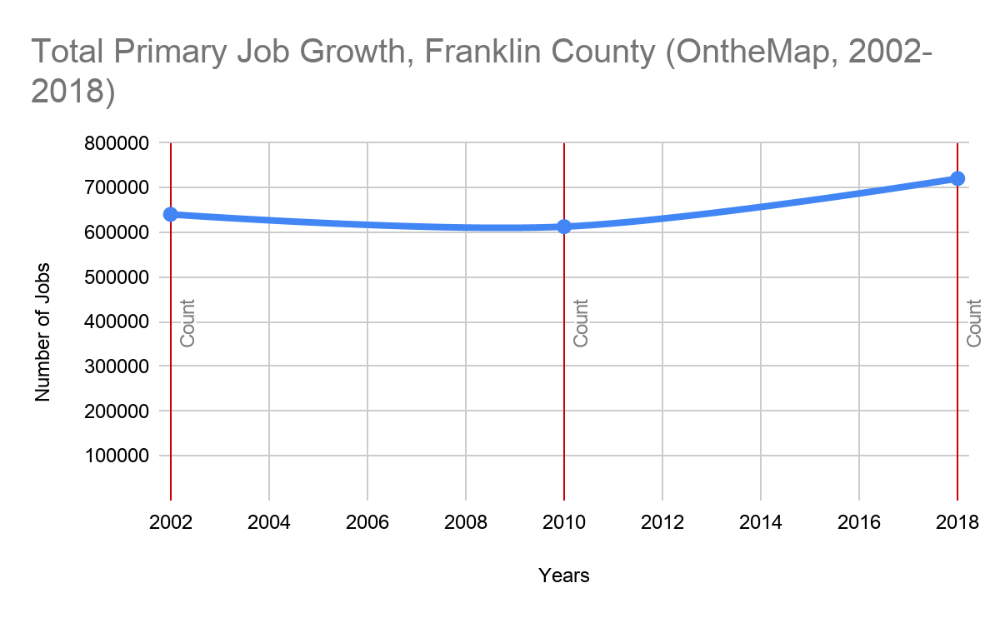 Total Primary Job Growth, Franklin County (OntheMap, 2002-
2018)
800000
700000
600000
500000
400000
300000
200000
100000
Number of Jobs
Count
Count
Count
2002 2004 2006 2008 2010 2012 2014 2016 2018
Years